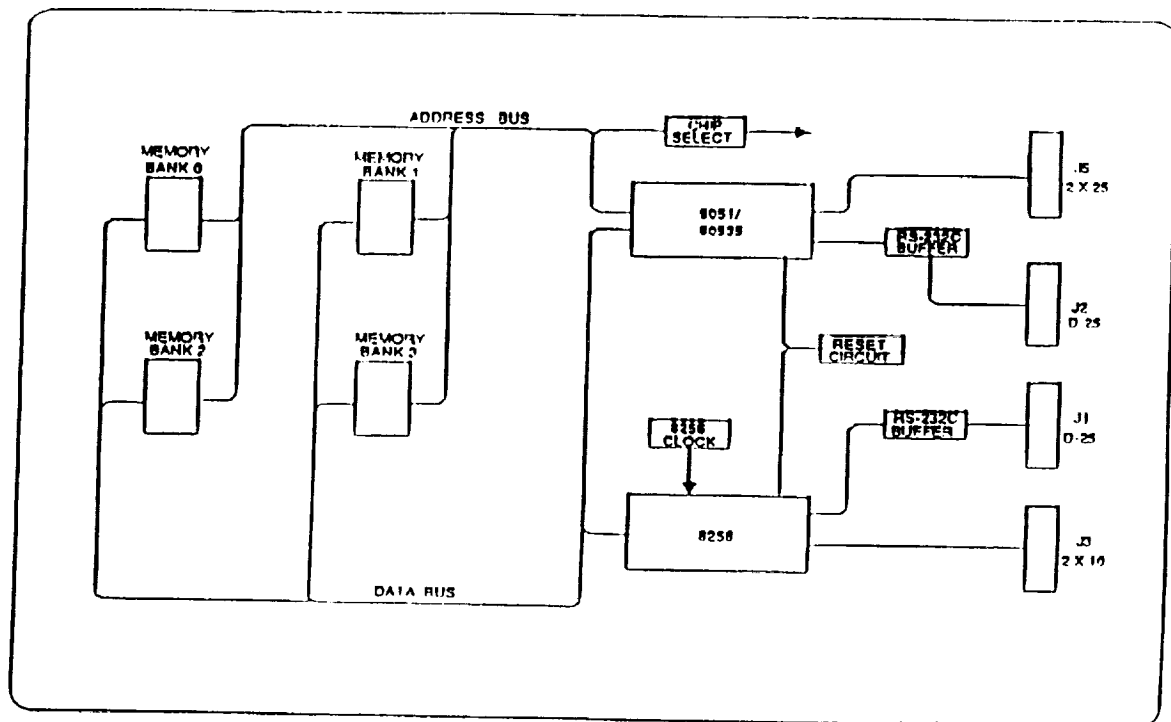 ADDRESS BUS
CHIP
SELECT
MEMORY
BANK 0
MEMORY
BANK 1
J5
2 X 25
8051/
80535
RS-232C
BUFFER
J2
D-25
MEMORY
BANK 2
MEMORY
BANK 3
RESET
CIRCUIT
8256
CLOCK
RS-232C
BUFFER
J1
D-25
8256
J3
2 X 10
DATA BUS